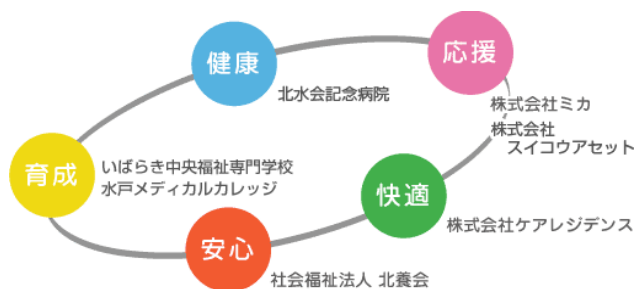 健康
北水会記念病院
応援
株式会社ミカ
株式会社
スイコウアセット
育成
いばらき中央福祉専門学校
水戸メディカルカレッジ
快適
株式会社ケアレジデンス
安心
社会福祉法人 北養会